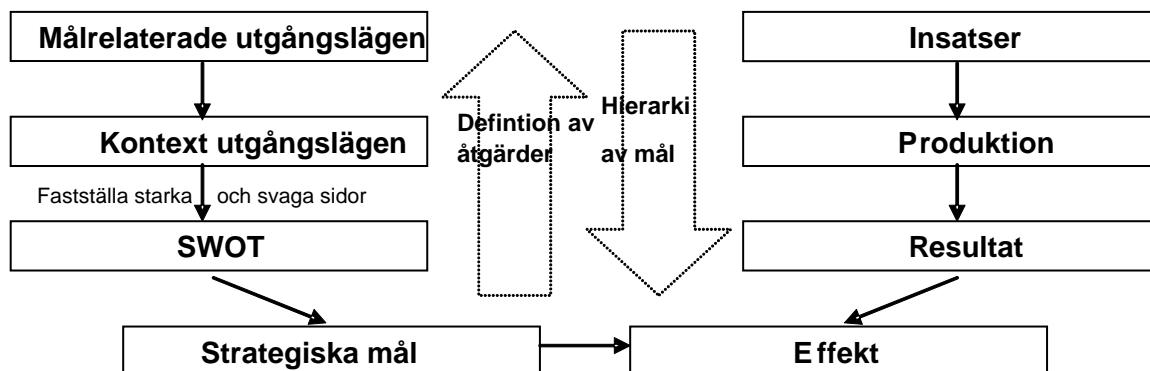 Målrelaterade utgångslägen
Kontext utgångslägen
Fastställa starka och svaga sidor
SWOT
Strategiska mål
Defintion av
åtgärder
Hierarki
av mål
Insatser
Produktion
Resultat
Effekt